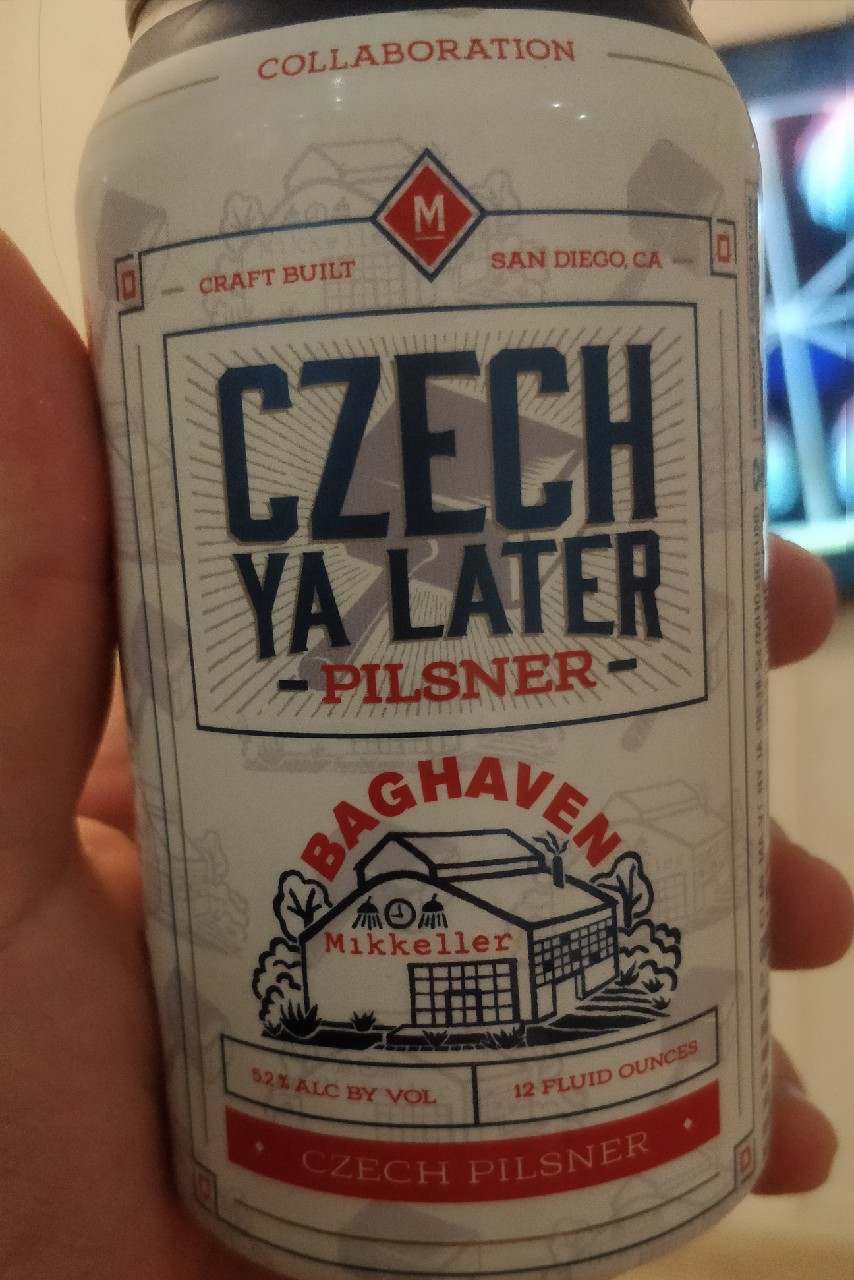 COLLABORATION
M
CRAFT BUILT
SAN DIEGO, CA
CZECH
YA LATER
-PILSNER-
BAGHAVEN
Mikkeller
5.2% ALC BY VOL
12 FLUID OUNCES
CZECH PILSNER